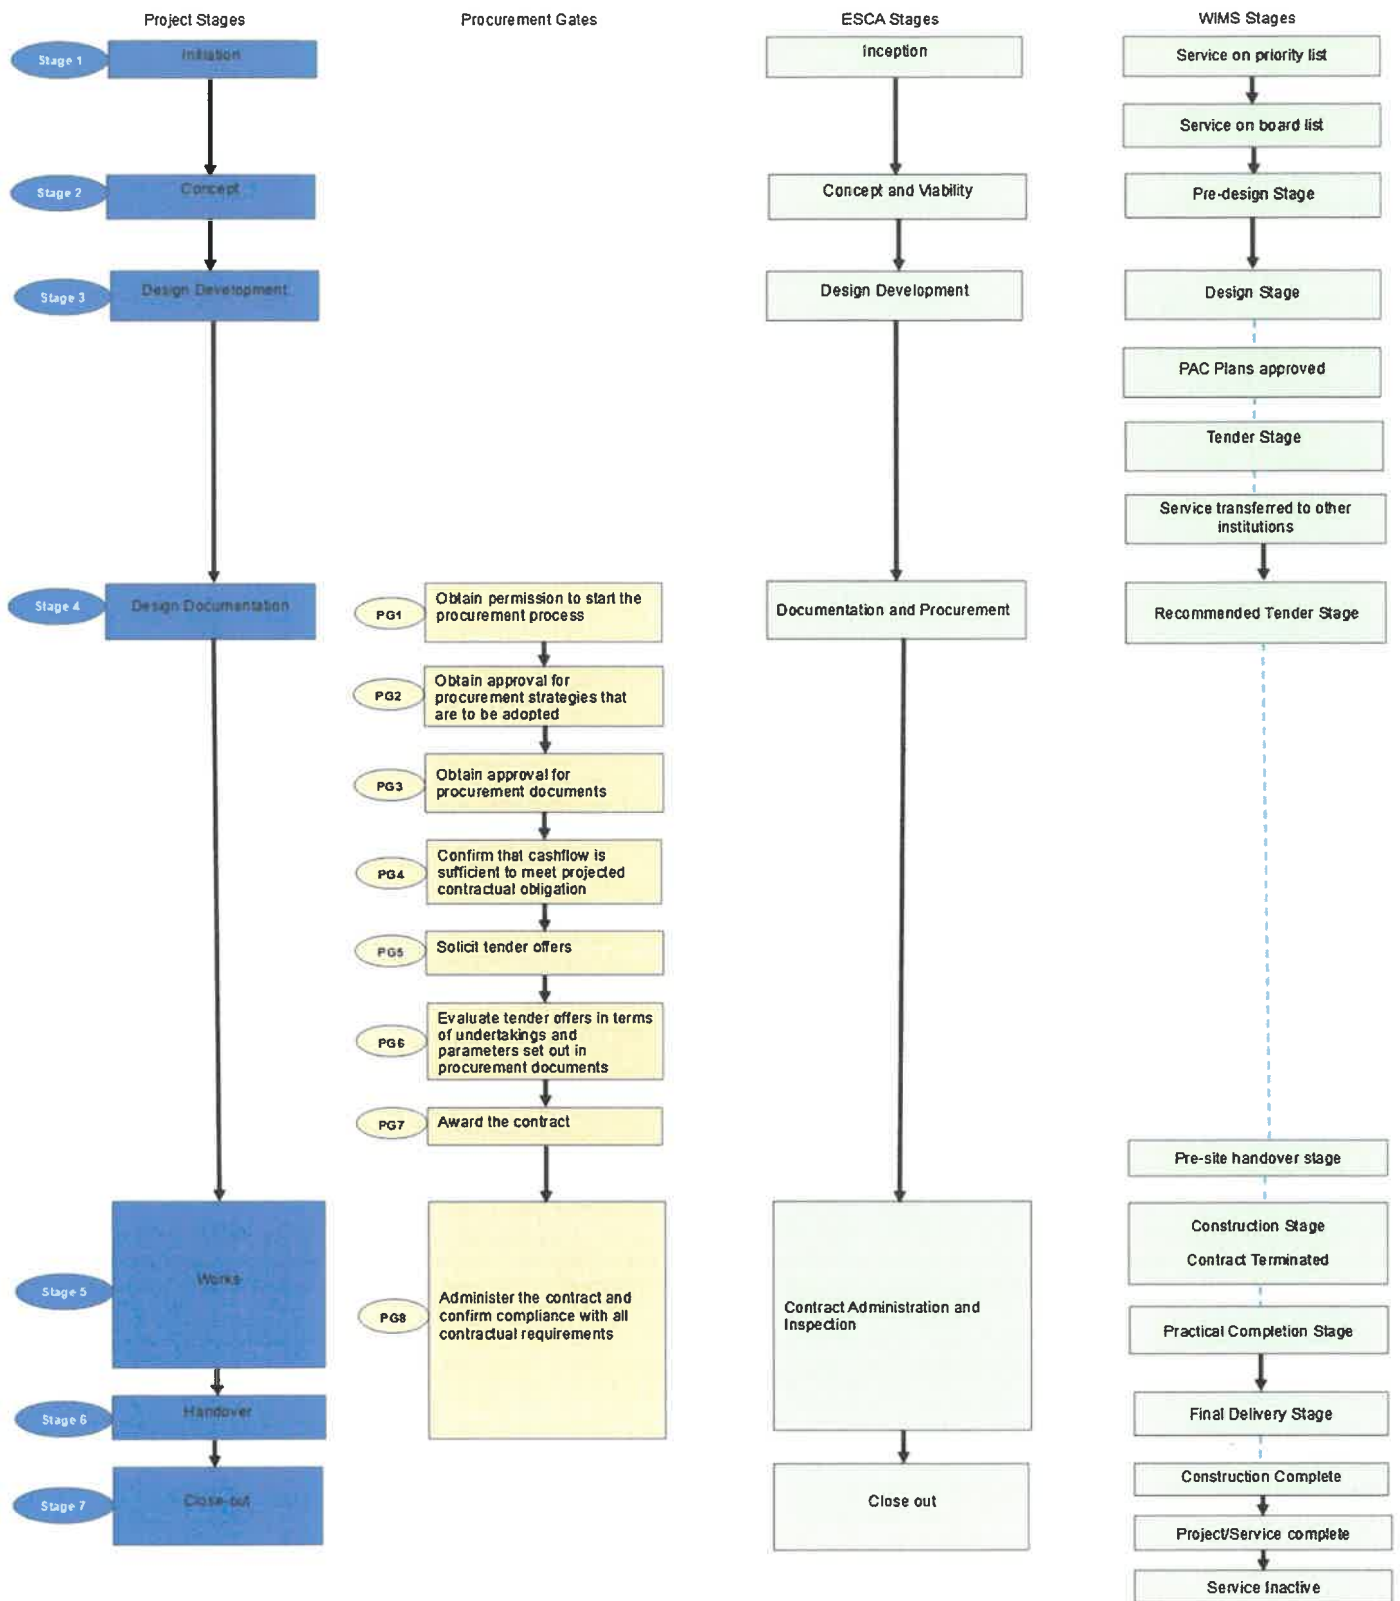 Project Stages
Procurement Gates
ESCA Stages
WIMS Stages
Stage 1
Initiation
Inception
Service on priority list
Service on board list
Stage 2
Concept
Concept and Viability
Pre-design Stage
Stage 3
Design Development
Design Development
Design Stage
PAC Plans approved
Tender Stage
Service transferred to other
institutions
Stage 4
Design Documentation
PG1
Obtain permission to start the
procurement process
Documentation and Procurement
Recommended Tender Stage
PG2
Obtain approval for
procurement strategies that
are to be adopted
PG3
Obtain approval for
procurement documents
PG4
Confirm that cashflow is
sufficient to meet projected
contractual obligation
PG5
Solicit tender offers
PG6
Evaluate tender offers in terms
of undertakings and
parameters set out in
procurement documents
PG7
Award the contract
Pre-site handover stage
Stage 5
Works
PG8
Administer the contract and
confirm compliance with all
contractual requirements
Contract Administration and
Inspection
Construction Stage
Contract Terminated
Practical Completion Stage
Stage 6
Handover
Final Delivery Stage
Stage 7
Close-out
Close out
Construction Complete
Project/Service complete
Service Inactive